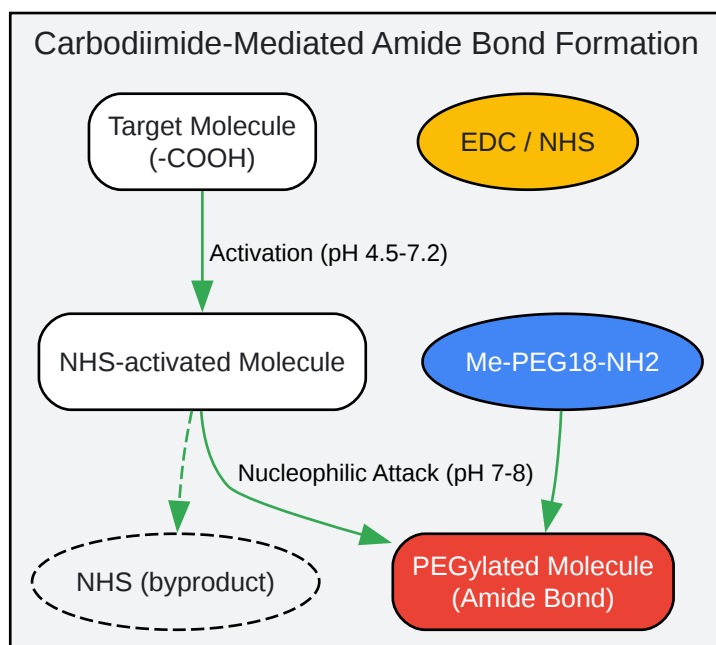 Carbodiimide-Mediated Amide Bond Formation
Target Molecule
(-COOH)
EDC / NHS
Activation (pH 4.5-7.2)
NHS-activated Molecule
Me-PEG18-NH2
Nucleophilic Attack (pH 7-8)
NHS (byproduct)
PEGylated Molecule
(Amide Bond)